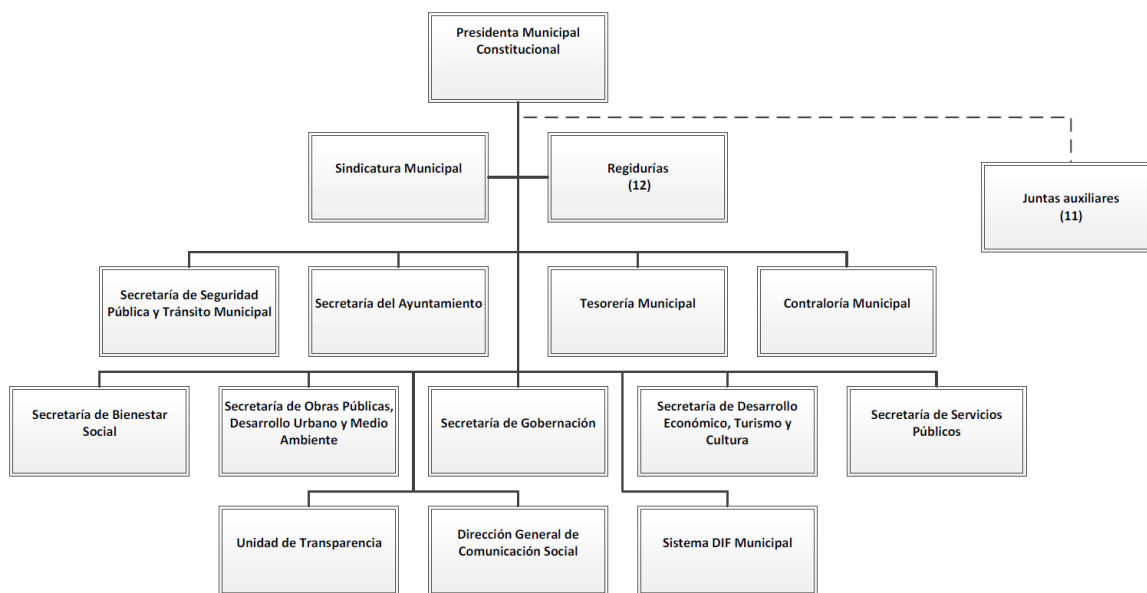 Presidenta Municipal
Constitucional
Sindicatura Municipal
Regidurías
(12)
Juntas auxiliares
(11)
Secretaría de Seguridad
Pública y Tránsito Municipal
Secretaría del Ayuntamiento
Tesorería Municipal
Contraloría Municipal
Secretaría de Bienestar
Social
Secretaría de Obras Públicas,
Desarrollo Urbano y Medio
Ambiente
Secretaría de Gobernación
Secretaría de Desarrollo
Económico, Turismo y
Cultura
Secretaría de Servicios
Públicos
Unidad de Transparencia
Dirección General de
Comunicación Social
Sistema DIF Municipal